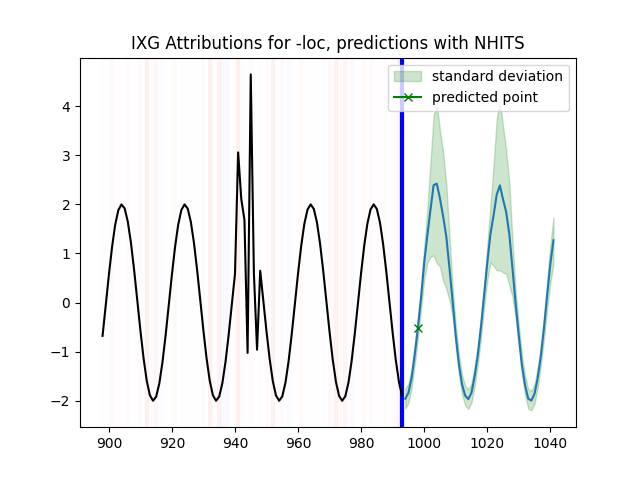 IXG Attributions for -loc, predictions with NHITS
standard deviation
predicted point
4
3
2
1
0
−1
−2
900 920 940 960 980 1000 1020 1040